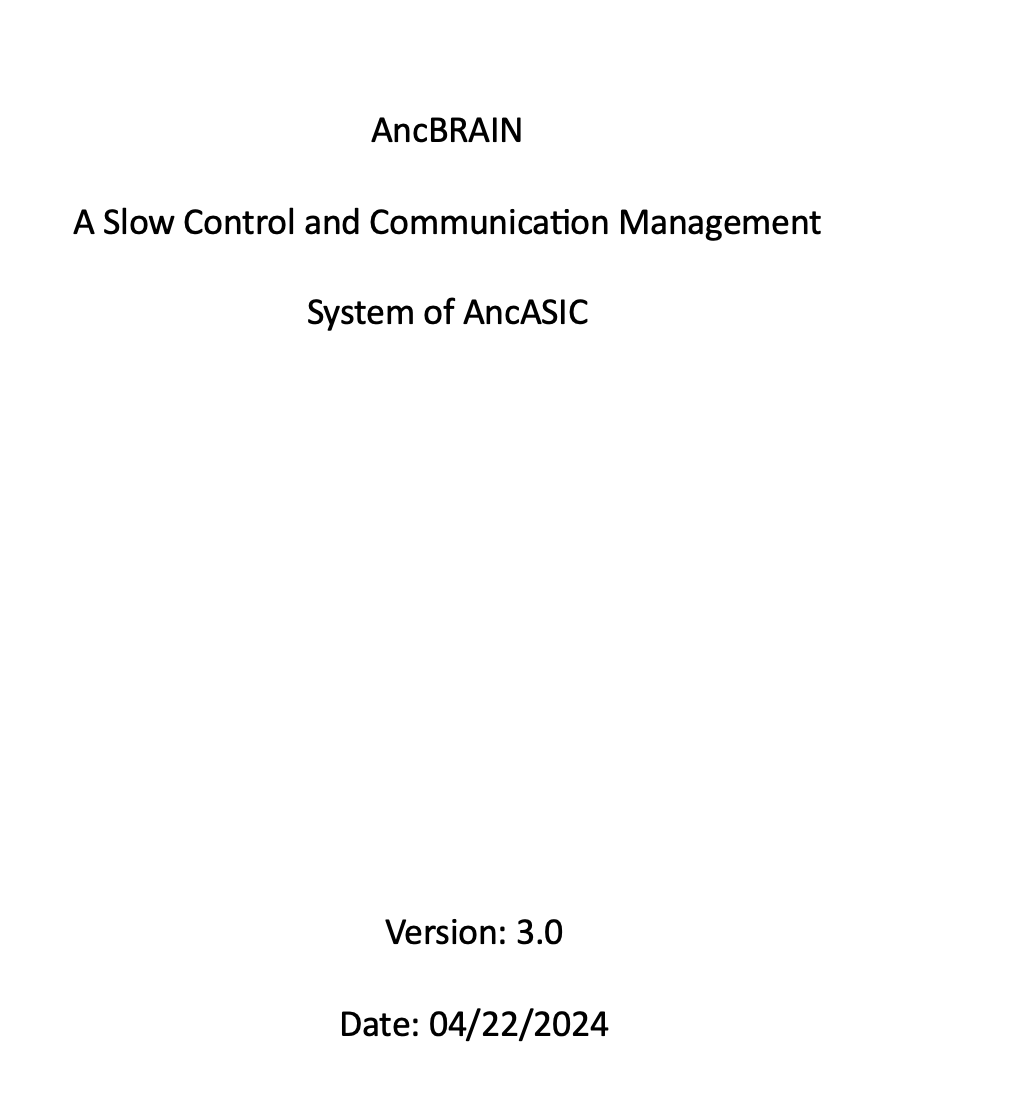 AncBRAIN
A Slow Control and Communication Management
System of AncASIC
Version: 3.0
Date: 04/22/2024